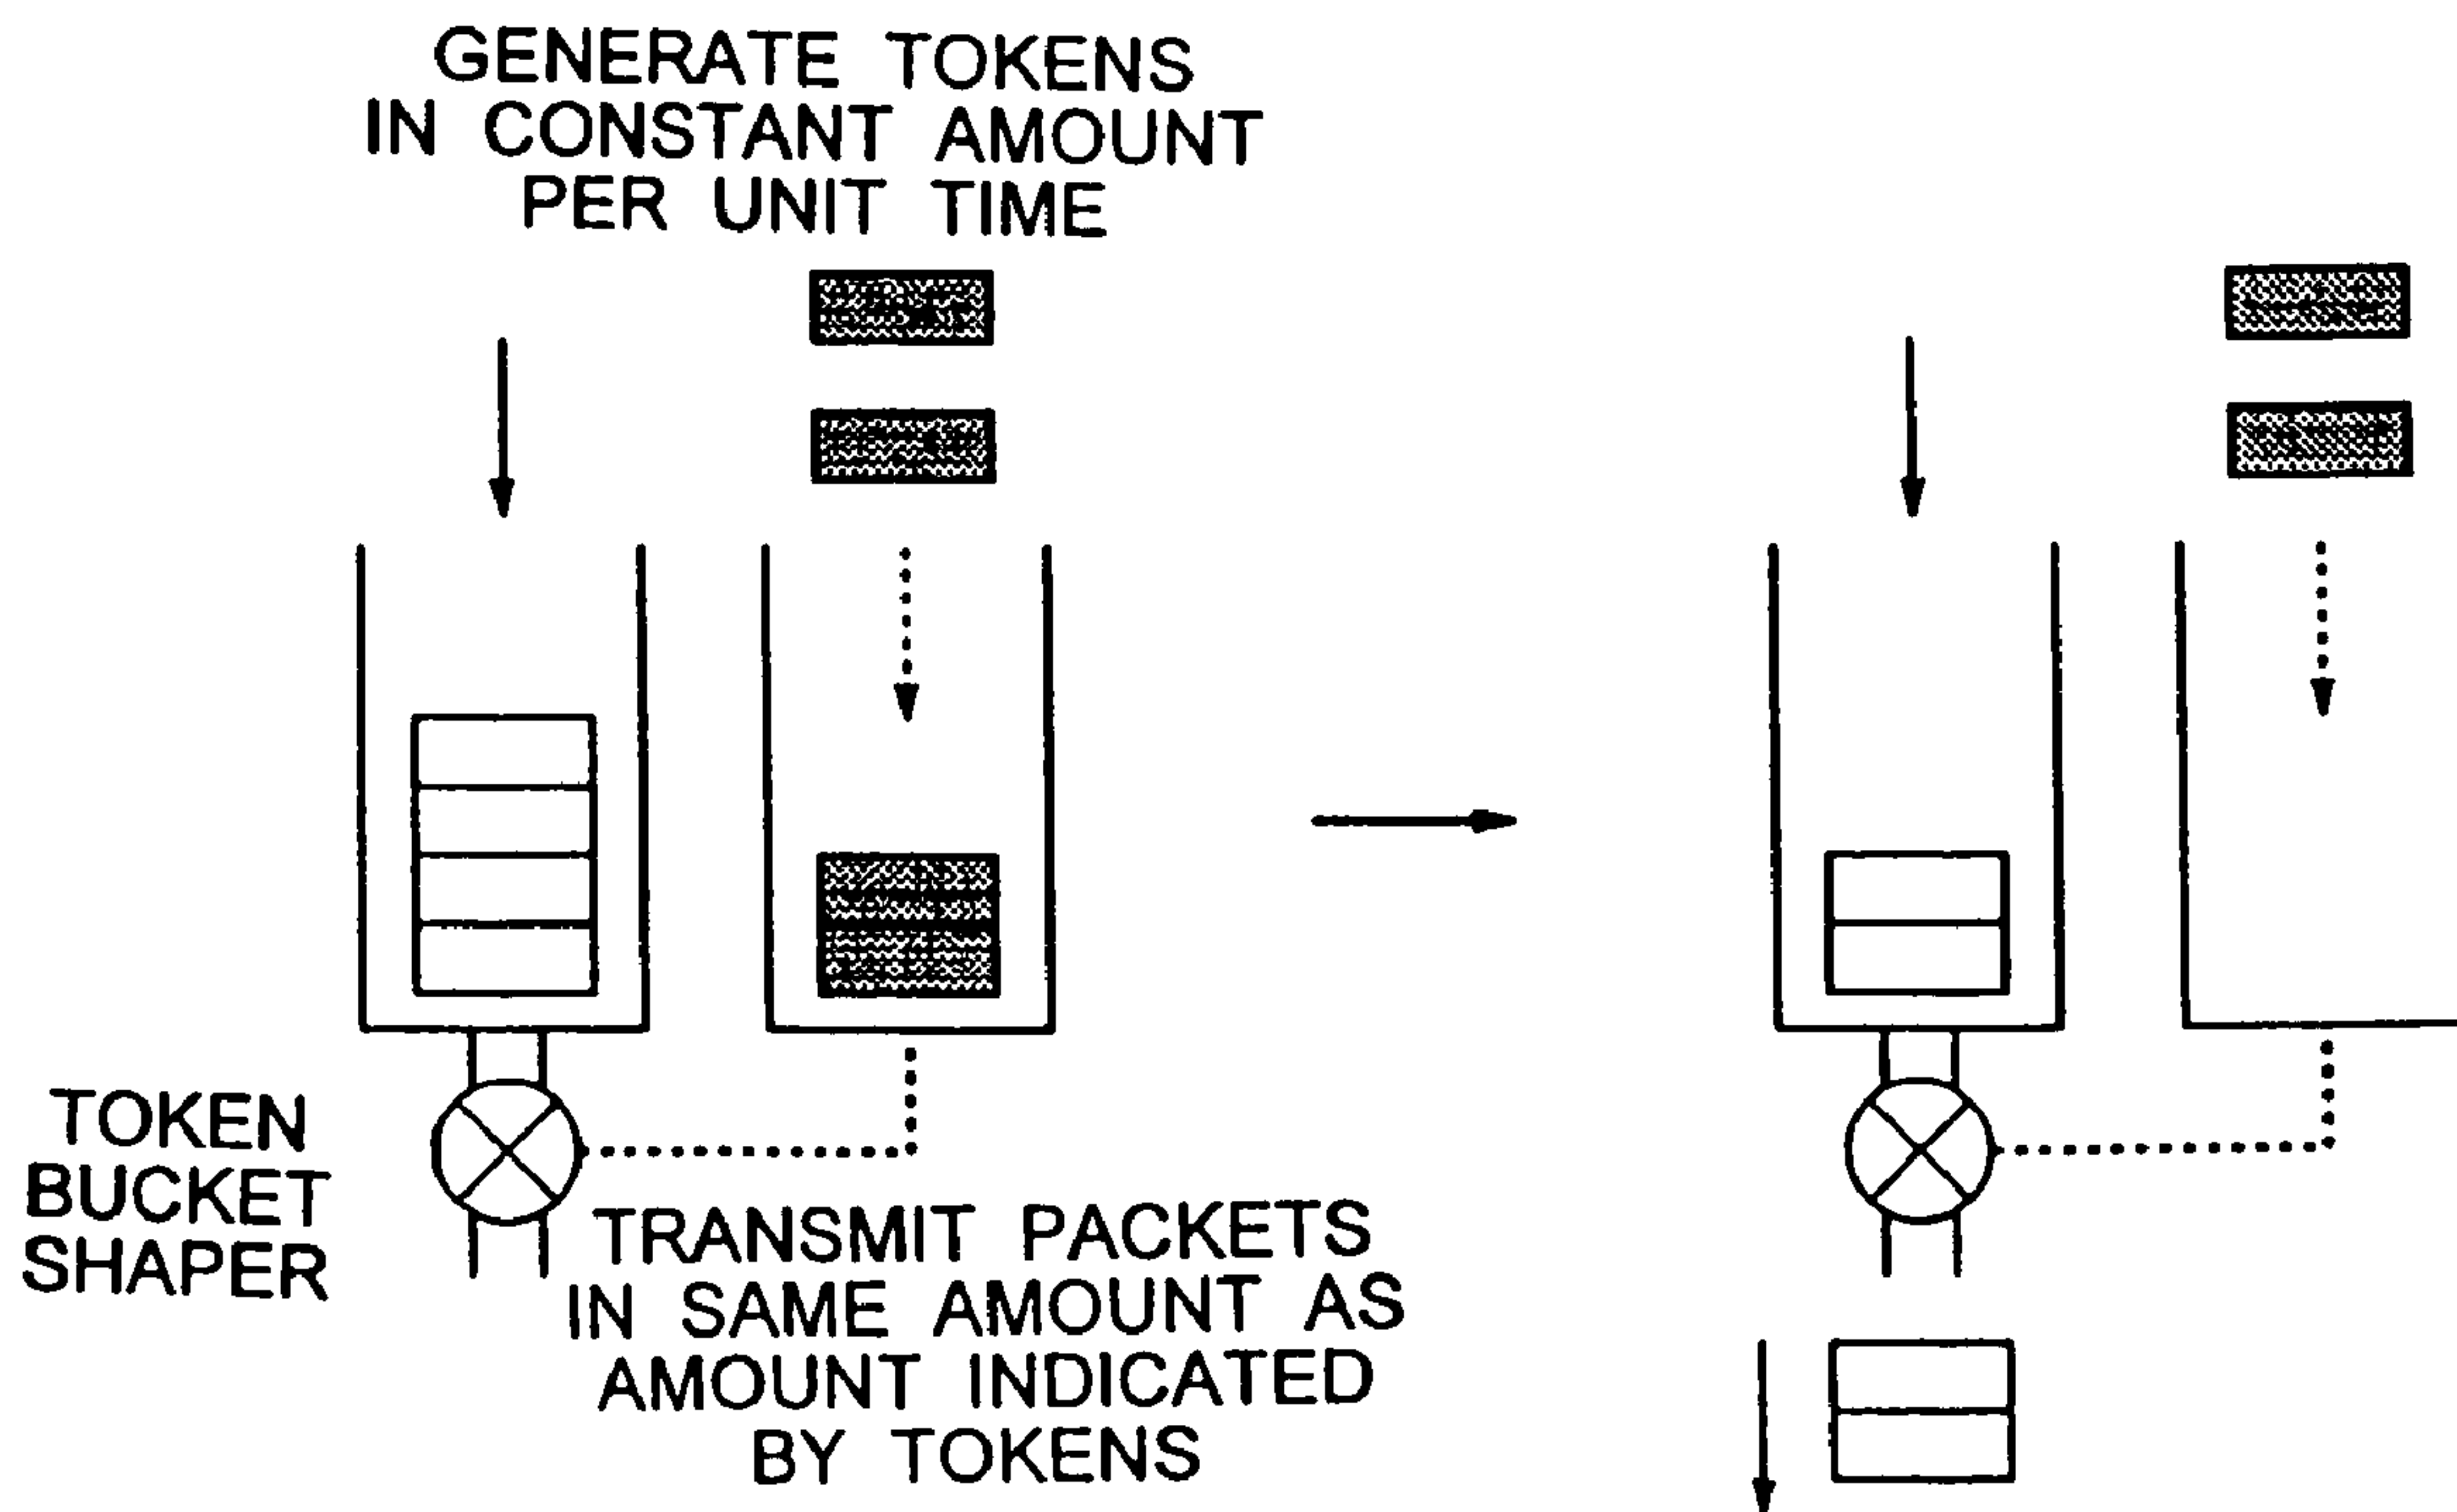 GENERATE TOKENS
IN CONSTANT AMOUNT
PER UNIT TIME
TOKEN
BUCKET
SHAPER
TRANSMIT PACKETS
IN SAME AMOUNT AS
AMOUNT INDICATED
BY TOKENS